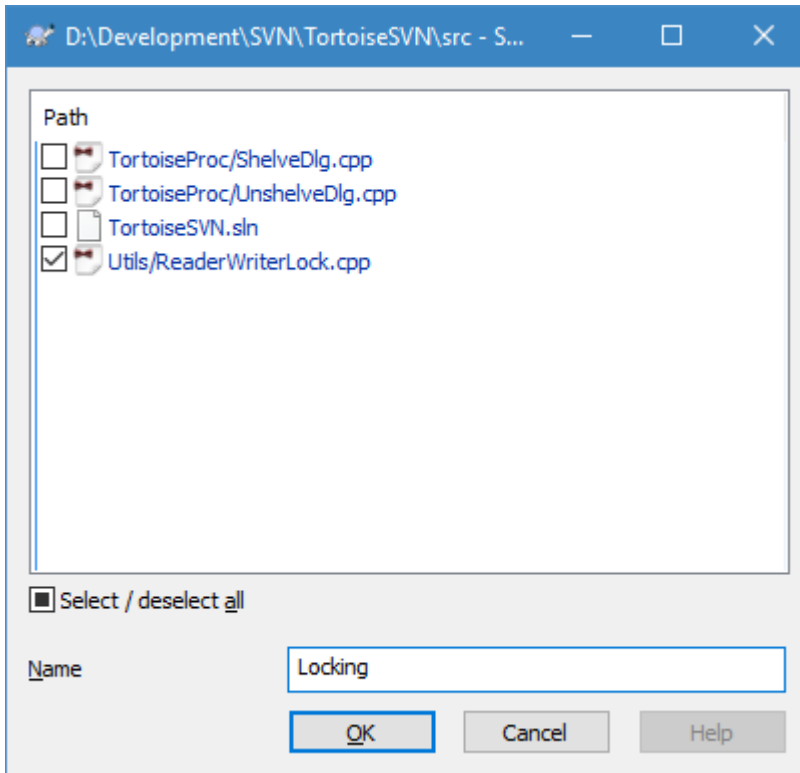 D:\Development\SVN\TortoiseSVN\src - S...
Path
TortoiseProc/ShelveDlg.cpp
TortoiseProc/UnshelveDlg.cpp
TortoiseSVN.sln
Utils/ReaderWriterLock.cpp
Select / deselect all
Name Locking
OK Cancel Help